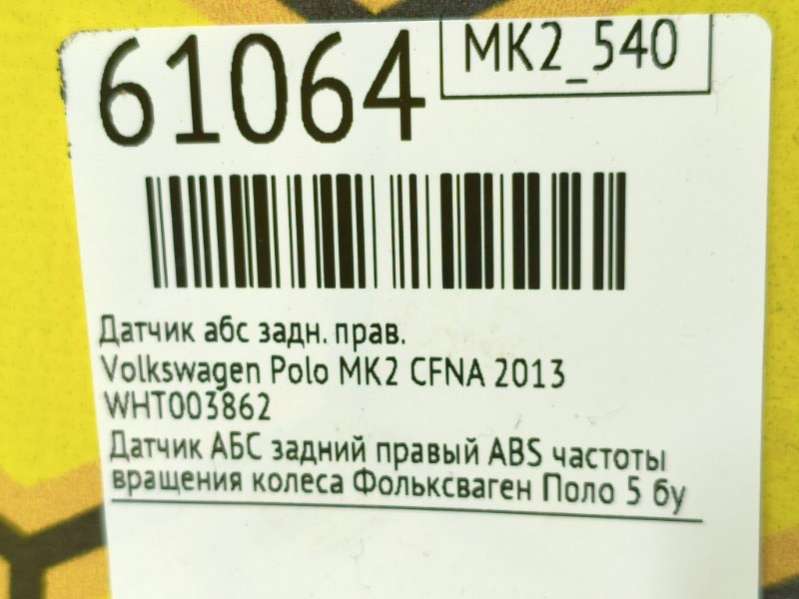 61064
MK2_540
Датчик абс задн. прав.
Volkswagen Polo MK2 CFNA 2013
WHT003862
Датчик АБС задний правый ABS частоты
вращения колеса Фольксваген Поло 5 бу